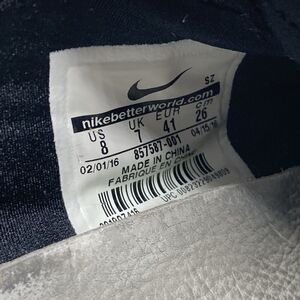 SZ
nikebetterworld.com
US UK EUR cm
8 7 41 26
857587-001
02/01/16 04/15/16
MADE IN CHINA
FABRIQUE EN CHINE